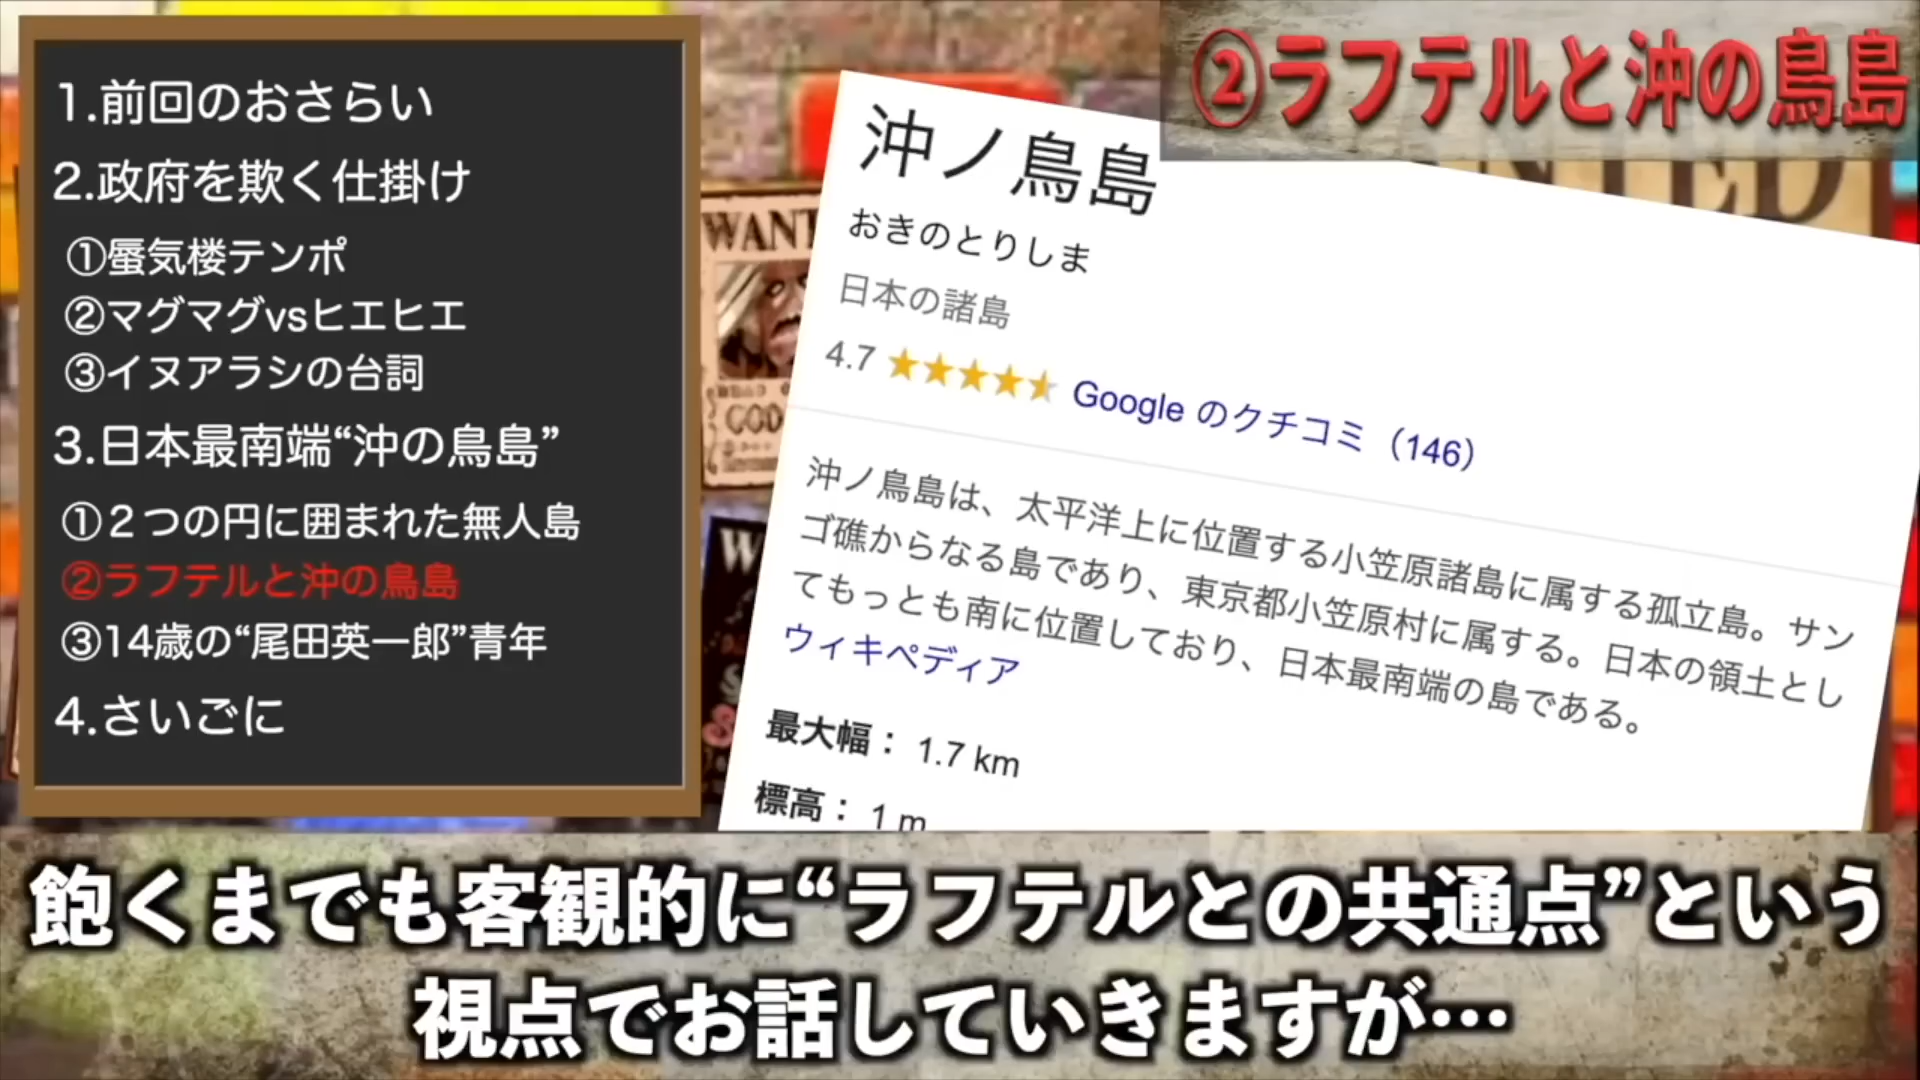 1.前回のおさらい
2.政府を欺く仕掛け
①蜃気楼テンポ
②マグマグvsヒエヒエ
③イヌアラシの台詞
3.日本最南端“沖の鳥島”
①２つの円に囲まれた無人島
②ラフテルと沖の鳥島
③14歳の“尾田英一郎”青年
4.さいごに
②ラフテルと沖の鳥島
沖ノ鳥島
おきのとりしま
日本の諸島
4.7 ★★★★★ Google のクチコミ（146）
沖ノ鳥島は、太平洋上に位置する小笠原諸島に属する孤立島。サン
ゴ礁からなる島であり、東京都小笠原村に属する。日本の領土とし
てもっとも南に位置しており、日本最南端の島である。
ウィキペディア
最大幅： 1.7 km
標高： 1 m
WANT
GOD
W
飽くまでも客観的に“ラフテルとの共通点”という
視点でお話していきますが…